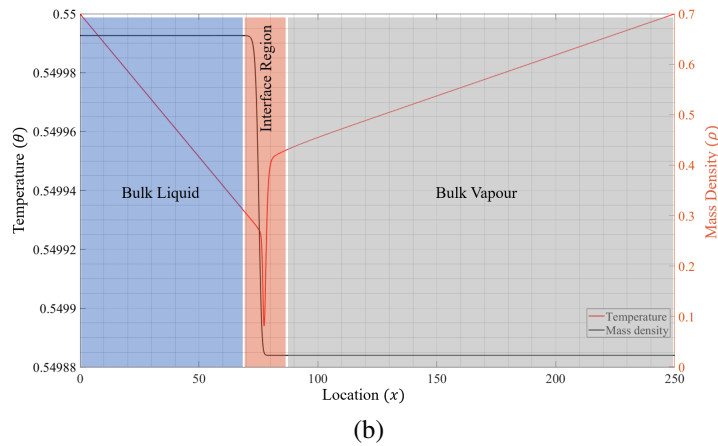 0.55
0.54998
0.54996
0.54994
0.54992
0.5499
0.54988
Temperature (θ)
0
50
100
150
200
250
Location (x)
0.7
0.6
0.5
0.4
0.3
0.2
0.1
0
Mass Density (ρ)
Bulk Liquid
Interface Region
Bulk Vapour
Temperature
Mass density
(b)